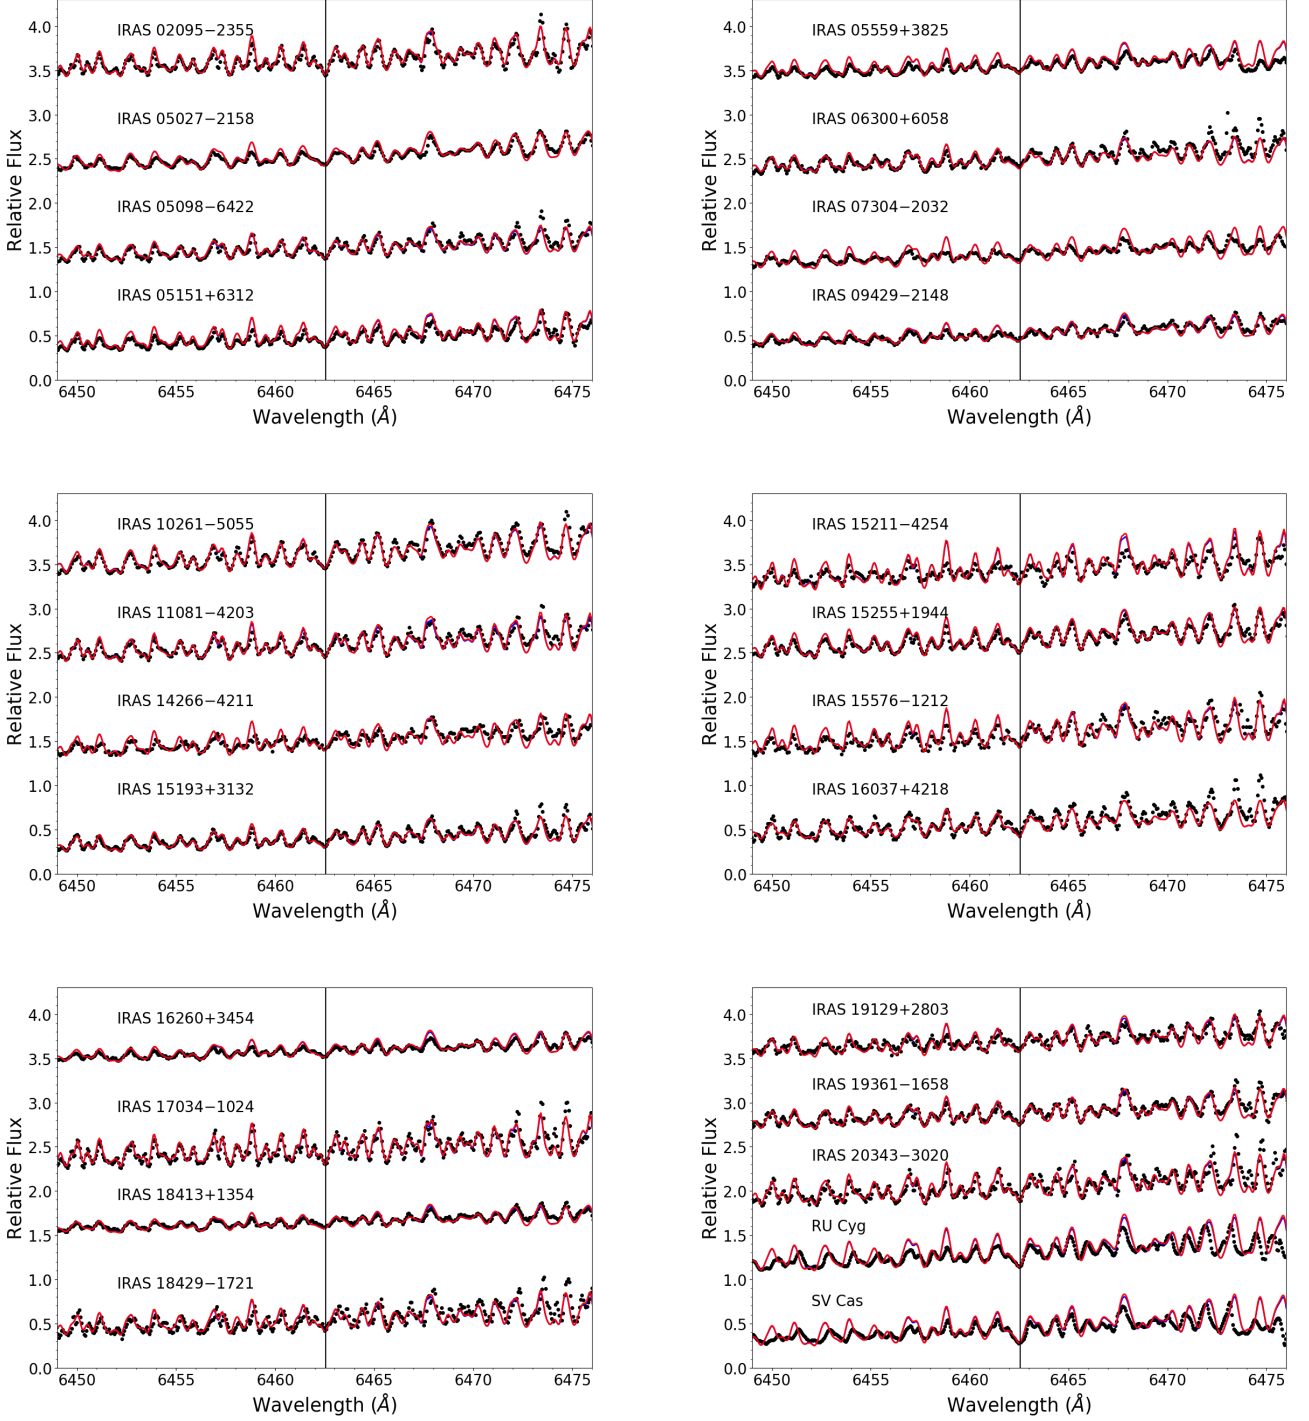 4.0
3.5
3.0
2.5
2.0
1.5
1.0
0.5
0.0
Relative Flux
IRAS 02095−2355
IRAS 05027−2158
IRAS 05098−6422
IRAS 05151+6312
6450 6455 6460 6465 6470 6475
Wavelength (Å)
4.0
3.5
3.0
2.5
2.0
1.5
1.0
0.5
0.0
Relative Flux
IRAS 05559+3825
IRAS 06300+6058
IRAS 07304−2032
IRAS 09429−2148
6450 6455 6460 6465 6470 6475
Wavelength (Å)
4.0
3.5
3.0
2.5
2.0
1.5
1.0
0.5
0.0
Relative Flux
IRAS 10261−5055
IRAS 11081−4203
IRAS 14266−4211
IRAS 15193+3132
6450 6455 6460 6465 6470 6475
Wavelength (Å)
4.0
3.5
3.0
2.5
2.0
1.5
1.0
0.5
0.0
Relative Flux
IRAS 15211−4254
IRAS 15255+1944
IRAS 15576−1212
IRAS 16037+4218
6450 6455 6460 6465 6470 6475
Wavelength (Å)
4.0
3.5
3.0
2.5
2.0
1.5
1.0
0.5
0.0
Relative Flux
IRAS 16260+3454
IRAS 17034−1024
IRAS 18413+1354
IRAS 18429−1721
6450 6455 6460 6465 6470 6475
Wavelength (Å)
4.0
3.5
3.0
2.5
2.0
1.5
1.0
0.5
0.0
Relative Flux
IRAS 19129+2803
IRAS 19361−1658
IRAS 20343−3020
RU Cyg
SV Cas
6450 6455 6460 6465 6470 6475
Wavelength (Å)